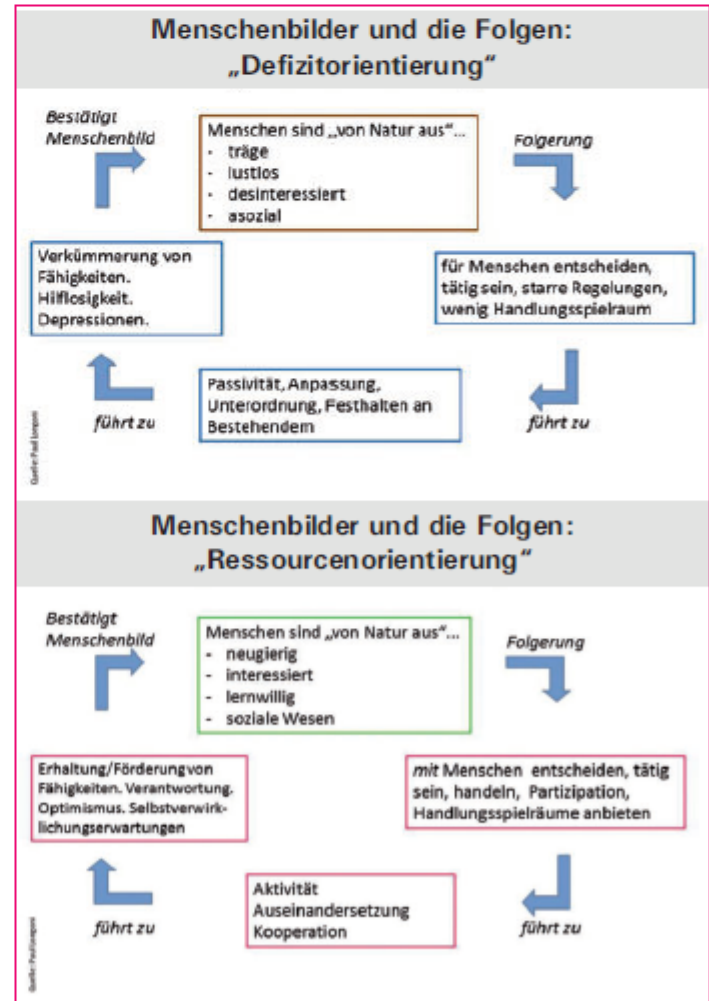 Menschenbilder und die Folgen:
„Defizitorientierung“
Bestätigt
Menschenbild
Menschen sind „von Natur aus“...
- träge
- lustlos
- desinteressiert
- asozial
Folgerung
für Menschen entscheiden,
tätig sein, starre Regelungen,
wenig Handlungsspielraum
führt zu
Passivität, Anpassung,
Unterordnung, Festhalten an
Bestehendem
führt zu
Verkümmerung von
Fähigkeiten.
Hilflosigkeit.
Depressionen.
Quelle: Paul
Menschenbilder und die Folgen:
„Ressourcenorientierung“
Bestätigt
Menschenbild
Menschen sind „von Natur aus“...
- neugierig
- interessiert
- lernwillig
- soziale Wesen
Folgerung
mit Menschen entscheiden, tätig
sein, handeln, Partizipation,
Handlungsspielräume anbieten
führt zu
Aktivität
Auseinandersetzung
Kooperation
führt zu
Erhaltung/Förderung von
Fähigkeiten. Verantwortung.
Optimismus. Selbstverwirk-
lichungserwartungen
Quelle: Paul